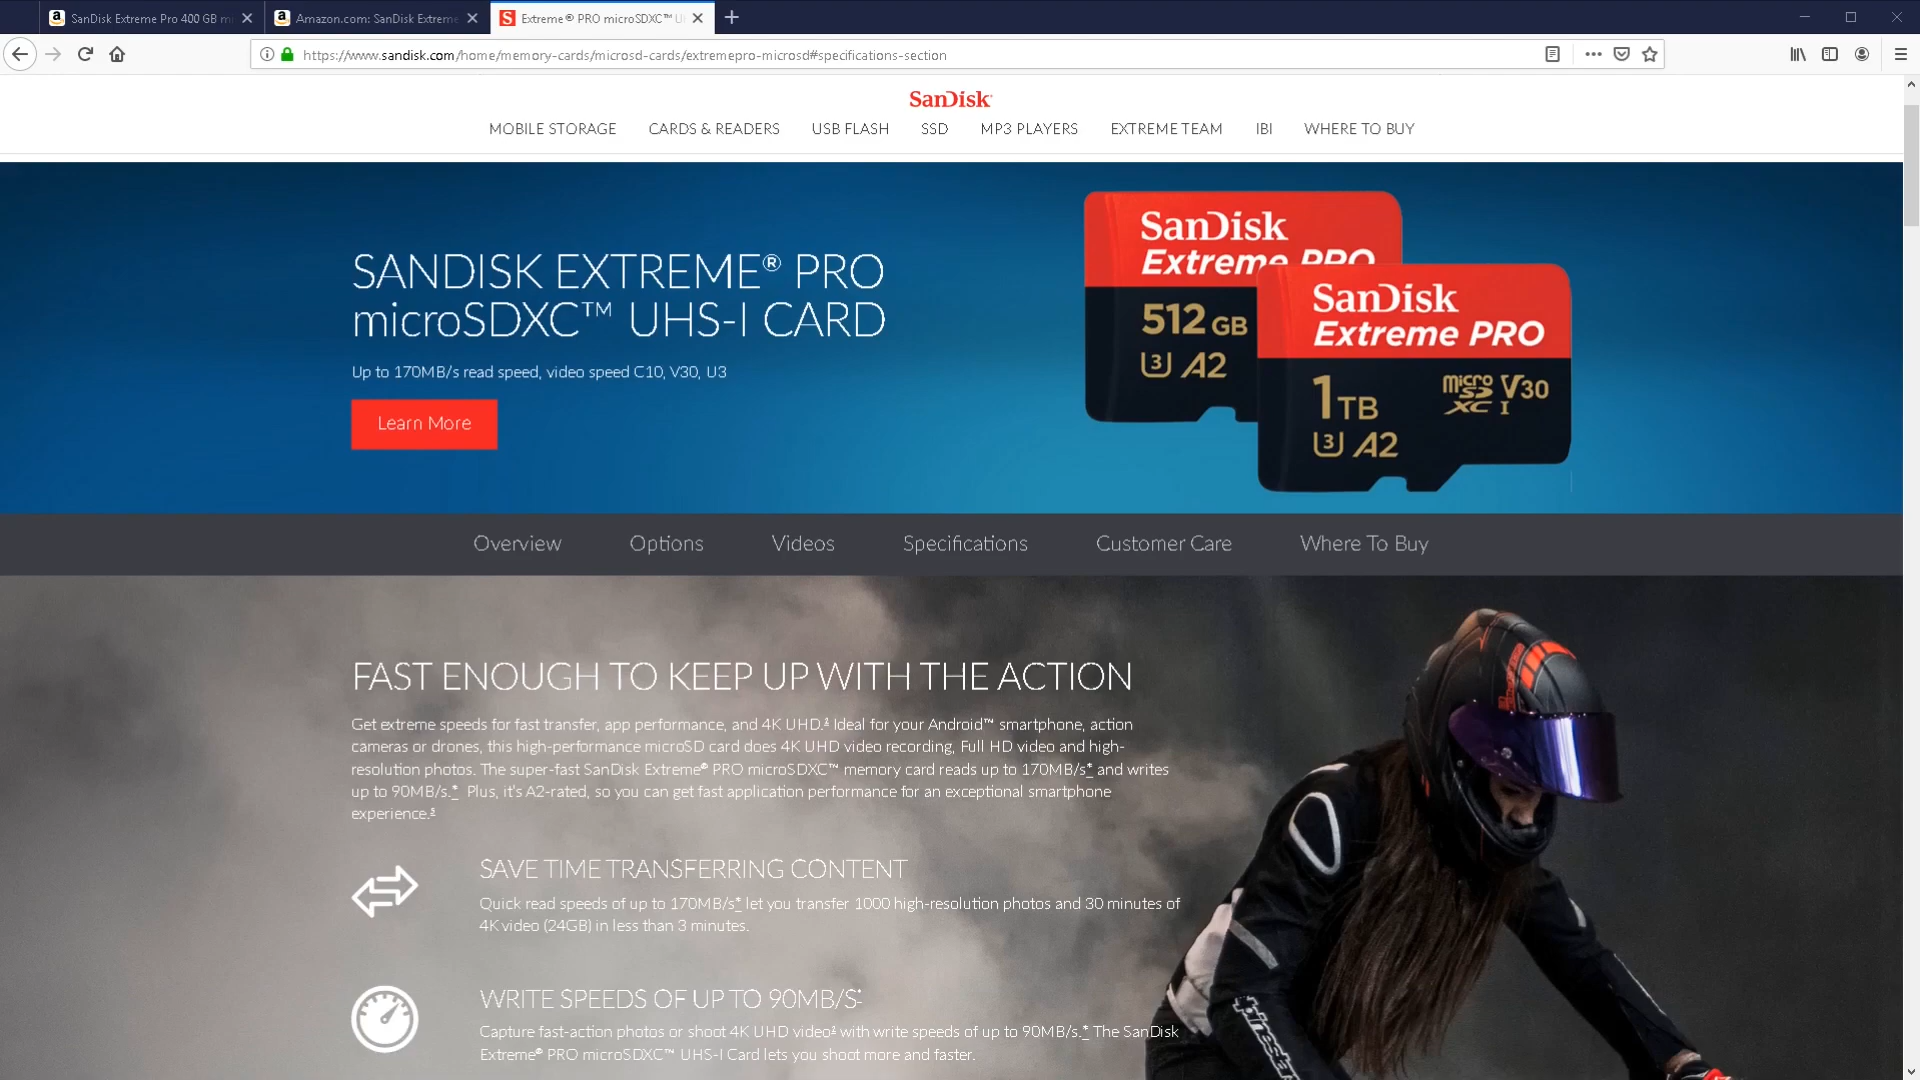 SanDisk Extreme Pro 400 GB mi
Amazon.com: SanDisk Extreme
Extreme® PRO microSDXC™ U
https://www.sandisk.com/home/memory-cards/microsd-cards/extremepro-microsd#specifications-section
SanDisk
MOBILE STORAGE CARDS & READERS USB FLASH SSD MP3 PLAYERS EXTREME TEAM IBI WHERE TO BUY
SANDISK EXTREME® PRO
microSDXC™ UHS-I CARD
Up to 170MB/s read speed, video speed C10, V30, U3
Learn More
SanDisk
Extreme PRO
512 GB
U3 A2
SanDisk
Extreme PRO
1TB micro SD XC I V30
U3 A2
Overview Options Videos Specifications Customer Care Where To Buy
FAST ENOUGH TO KEEP UP WITH THE ACTION
Get extreme speeds for fast transfer, app performance, and 4K UHD.² Ideal for your Android™ smartphone, action
cameras or drones, this high-performance microSD card does 4K UHD video recording, Full HD video and high-
resolution photos. The super-fast SanDisk Extreme® PRO microSDXC™ memory card reads up to 170MB/s* and writes
up to 90MB/s.* Plus, it's A2-rated, so you can get fast application performance for an exceptional smartphone
experience.⁵
SAVE TIME TRANSFERRING CONTENT
Quick read speeds of up to 170MB/s* let you transfer 1000 high-resolution photos and 30 minutes of
4K video (24GB) in less than 3 minutes.
WRITE SPEEDS OF UP TO 90MB/S*
Capture fast-action photos or shoot 4K UHD video¹ with write speeds of up to 90MB/s.* The SanDisk
Extreme® PRO microSDXC™ UHS-I Card lets you shoot more and faster.